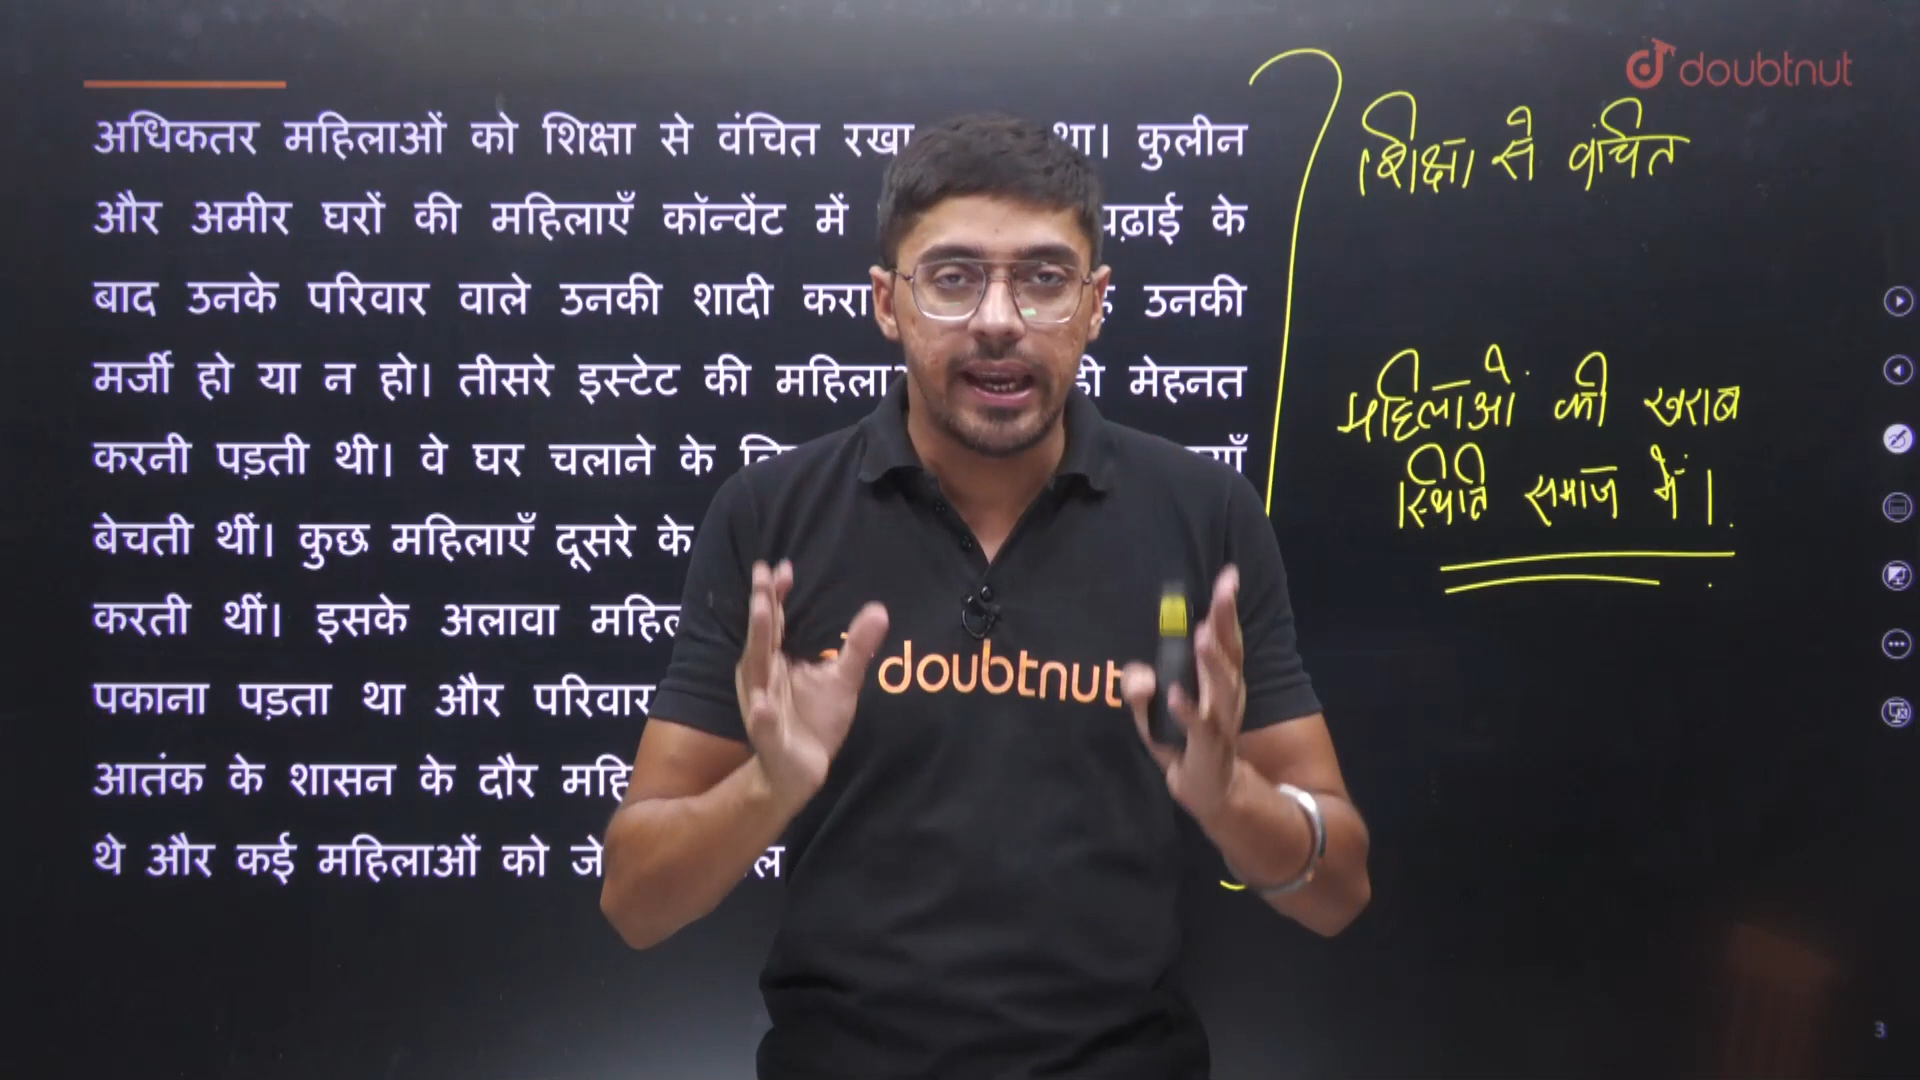 doubtnut
अधिकतर महिलाओं को शिक्षा से वंचित रखा था। कुलीन
और अमीर घरों की महिलाएँ कॉन्वेंट में पढ़ाई के
बाद उनके परिवार वाले उनकी शादी करा उनकी
मर्जी हो या न हो। तीसरे इस्टेट की महिला मेहनत
करनी पड़ती थी। वे घर चलाने के
बेचती थीं। कुछ महिलाएँ दूसरे के
करती थीं। इसके अलावा
पकाना पड़ता था और परिवार
आतंक के शासन के दौर
थे और कई महिलाओं को
शिक्षा से वंचित
महिलाओं की खराब
स्थिति समाज में।
doubtnut
3